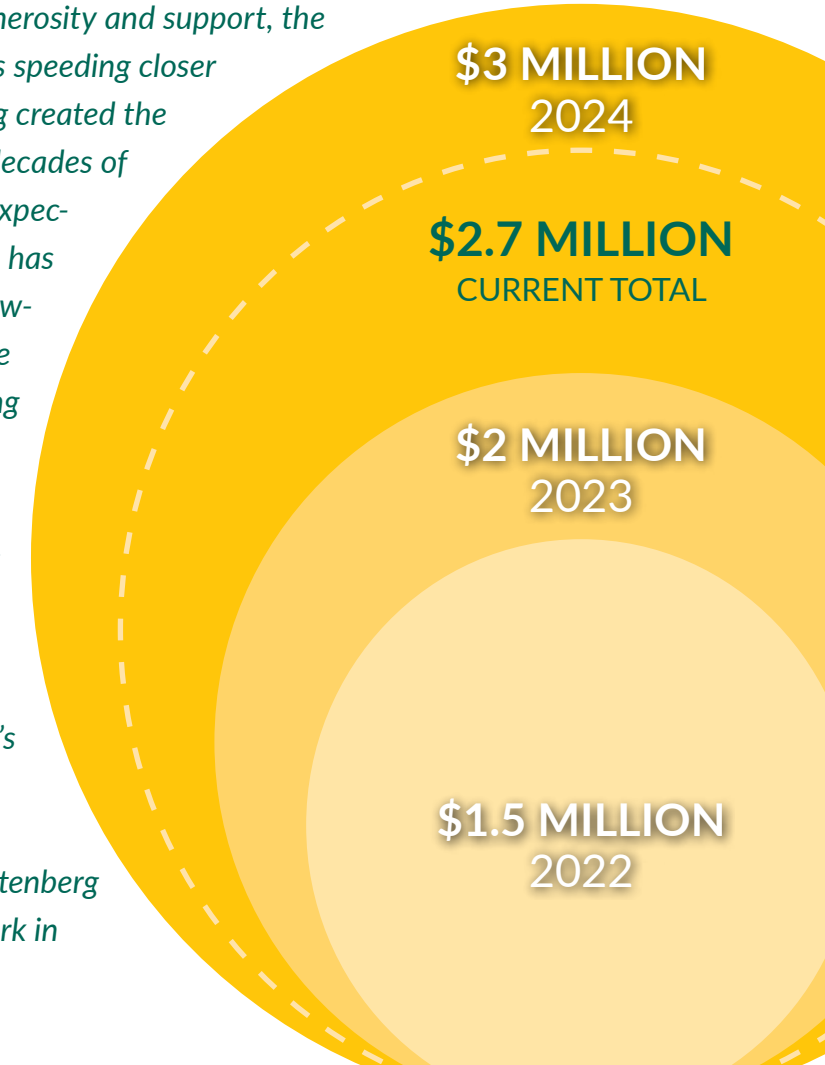 nerosity and support, the
s speeding closer
g created the
lecades of
xpec-
has
w-
e
ng
’s
tenberg
rk in
$3 MILLION
2024
$2.7 MILLION
CURRENT TOTAL
$2 MILLION
2023
$1.5 MILLION
2022